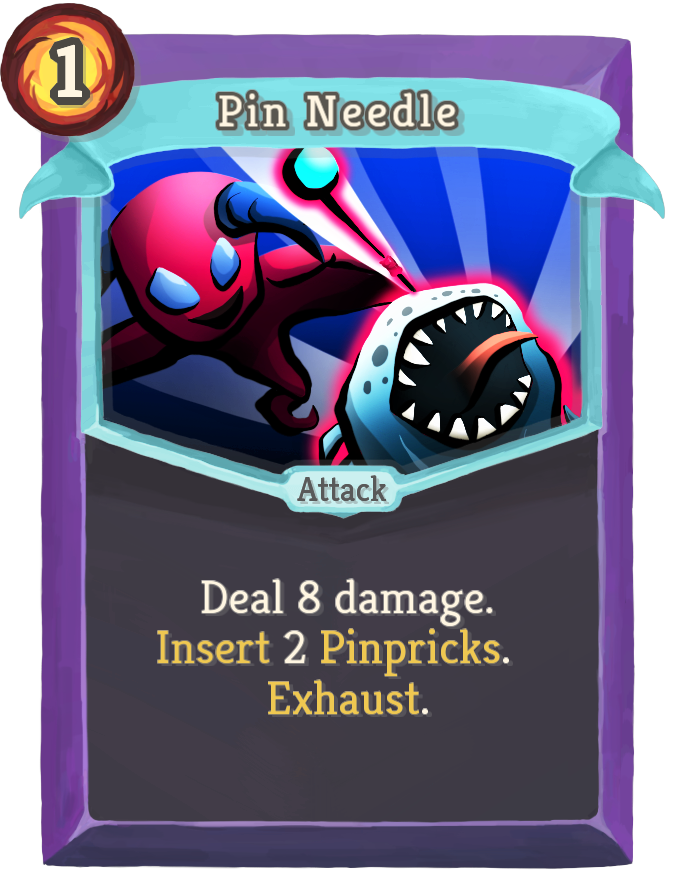 1
Pin Needle
Attack
Deal 8 damage.
Insert 2 Pinpricks.
Exhaust.